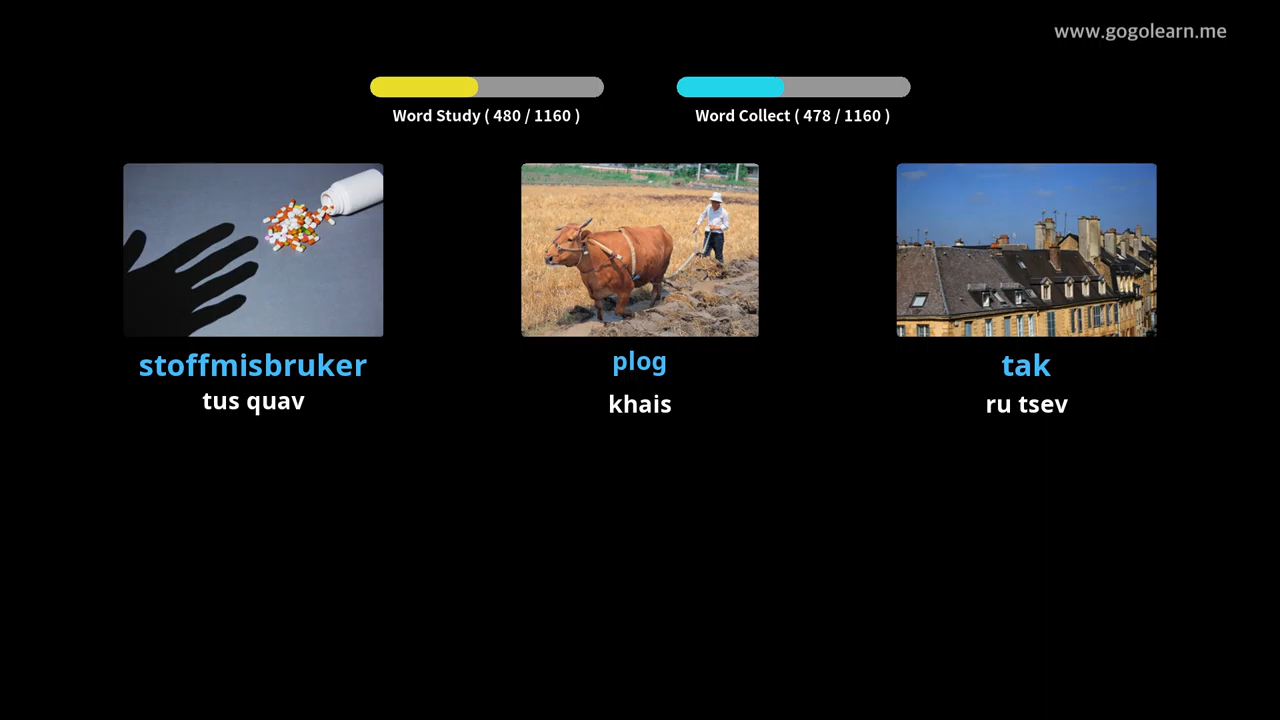 www.gogolearn.me
Word Study ( 480 / 1160 )
Word Collect ( 478 / 1160 )
stoffmisbruker
tus quav
plog
khais
tak
ru tsev